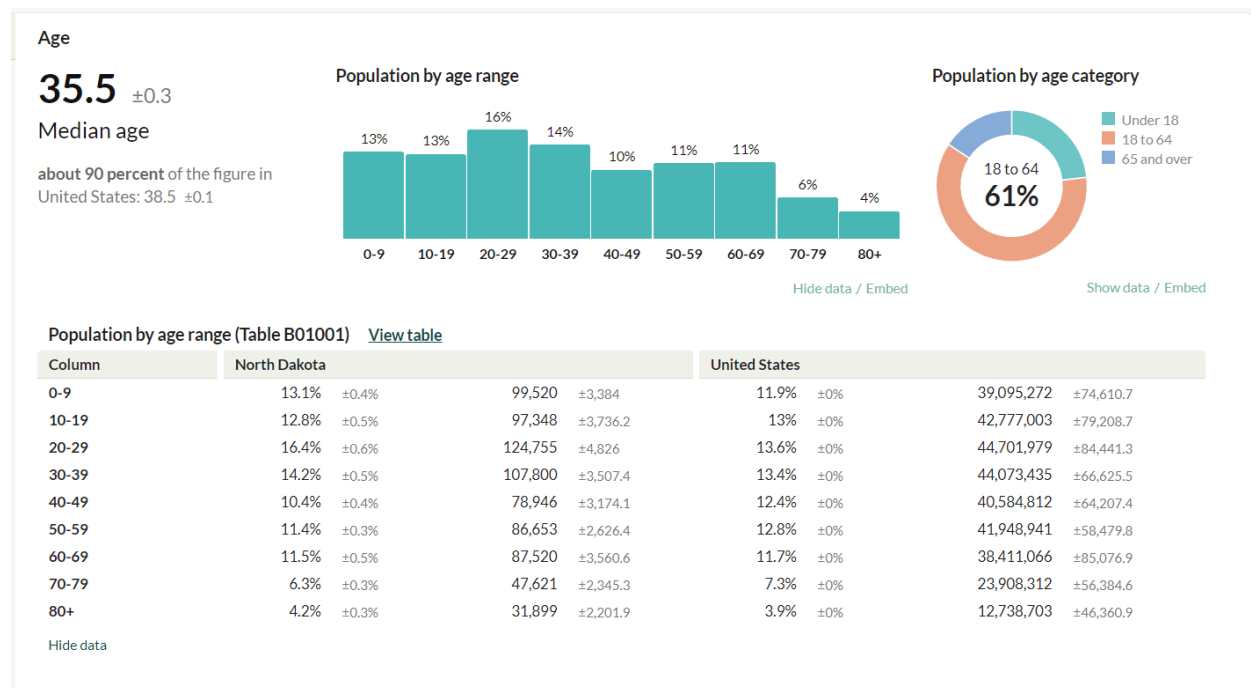 Age
35.5 ±0.3
Median age
about 90 percent of the figure in
United States: 38.5 ±0.1
Population by age range
13% 13% 16% 14% 10% 11% 11% 6% 4%
0-9 10-19 20-29 30-39 40-49 50-59 60-69 70-79 80+
Hide data / Embed
Population by age category
18 to 64
61%
Under 18
18 to 64
65 and over
Show data / Embed
Population by age range (Table B01001) View table
Column North Dakota United States
0-9 13.1% ±0.4% 99,520 ±3,384 11.9% ±0% 39,095,272 ±74,610.7
10-19 12.8% ±0.5% 97,348 ±3,736.2 13% ±0% 42,777,003 ±79,208.7
20-29 16.4% ±0.6% 124,755 ±4,826 13.6% ±0% 44,701,979 ±84,441.3
30-39 14.2% ±0.5% 107,800 ±3,507.4 13.4% ±0% 44,073,435 ±66,625.5
40-49 10.4% ±0.4% 78,946 ±3,174.1 12.4% ±0% 40,584,812 ±64,207.4
50-59 11.4% ±0.3% 86,653 ±2,626.4 12.8% ±0% 41,948,941 ±58,479.8
60-69 11.5% ±0.5% 87,520 ±3,560.6 11.7% ±0% 38,411,066 ±85,076.9
70-79 6.3% ±0.3% 47,621 ±2,345.3 7.3% ±0% 23,908,312 ±56,384.6
80+ 4.2% ±0.3% 31,899 ±2,201.9 3.9% ±0% 12,738,703 ±46,360.9
Hide data